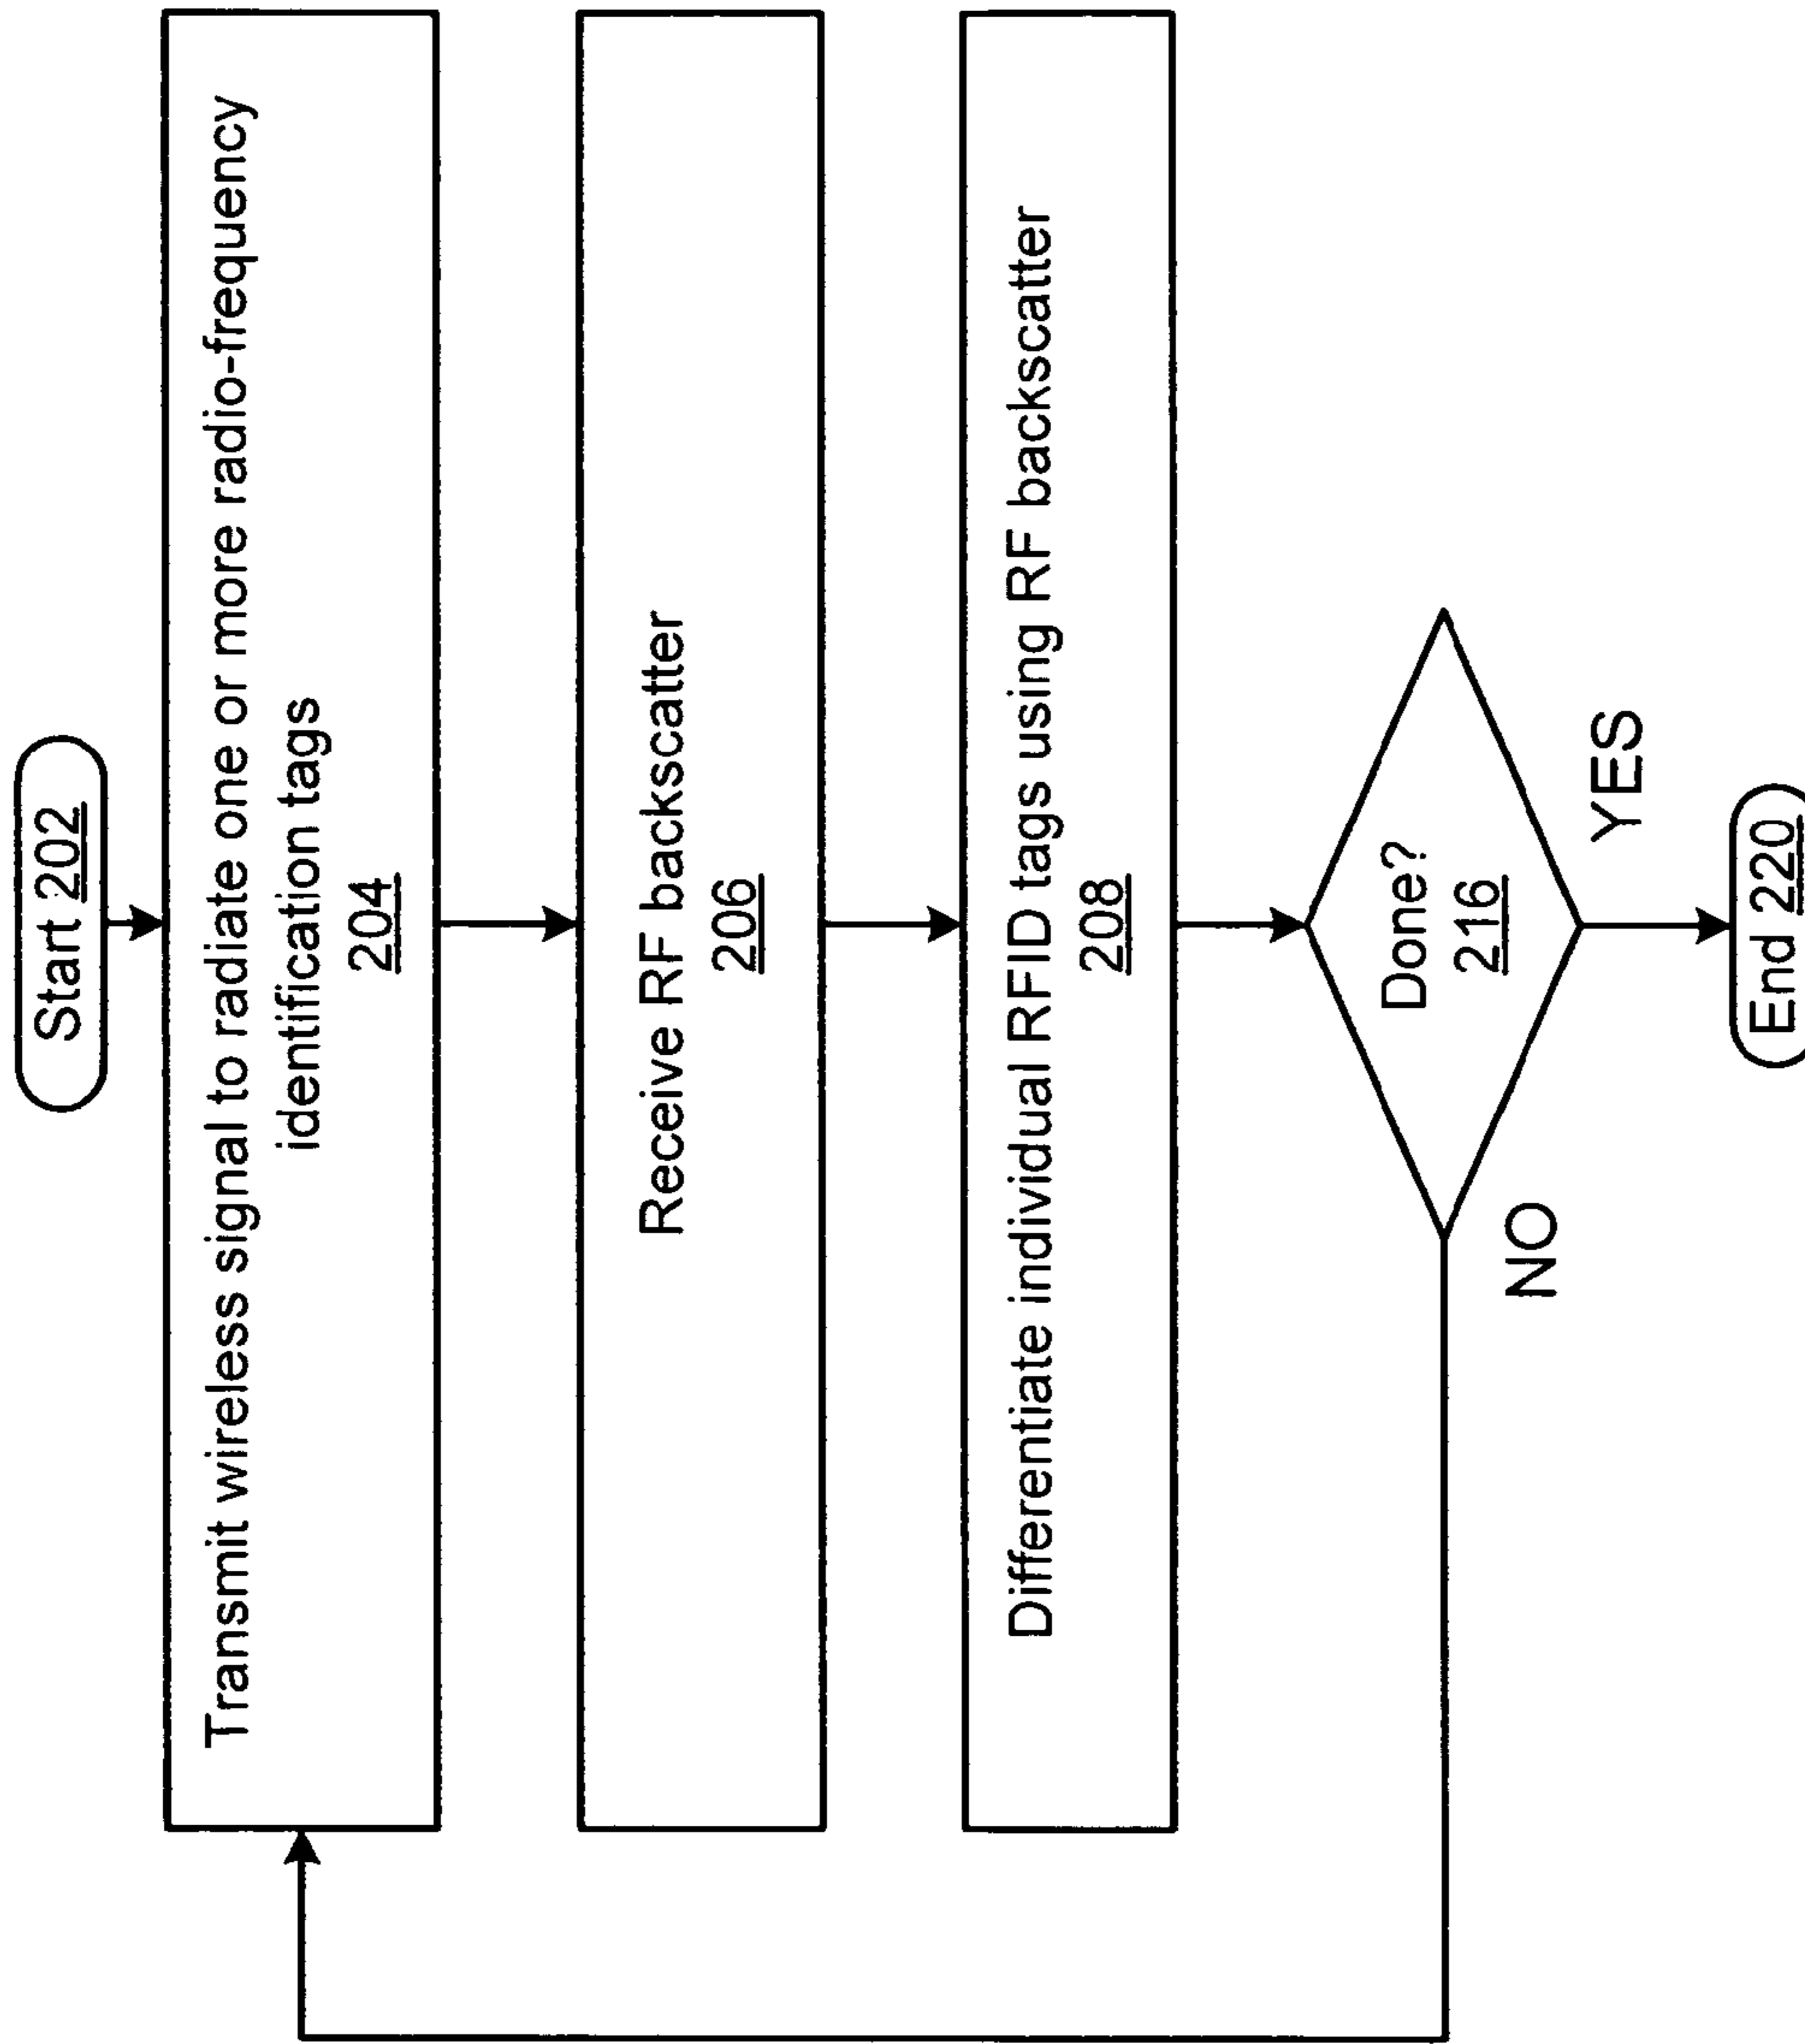 Start 202
Transmit wireless signal to radiate one or more radio-frequency
identification tags
204
Receive RF backscatter
206
Differentiate individual RFID tags using RF backscatter
208
Done?
216
NO
YES
End 220